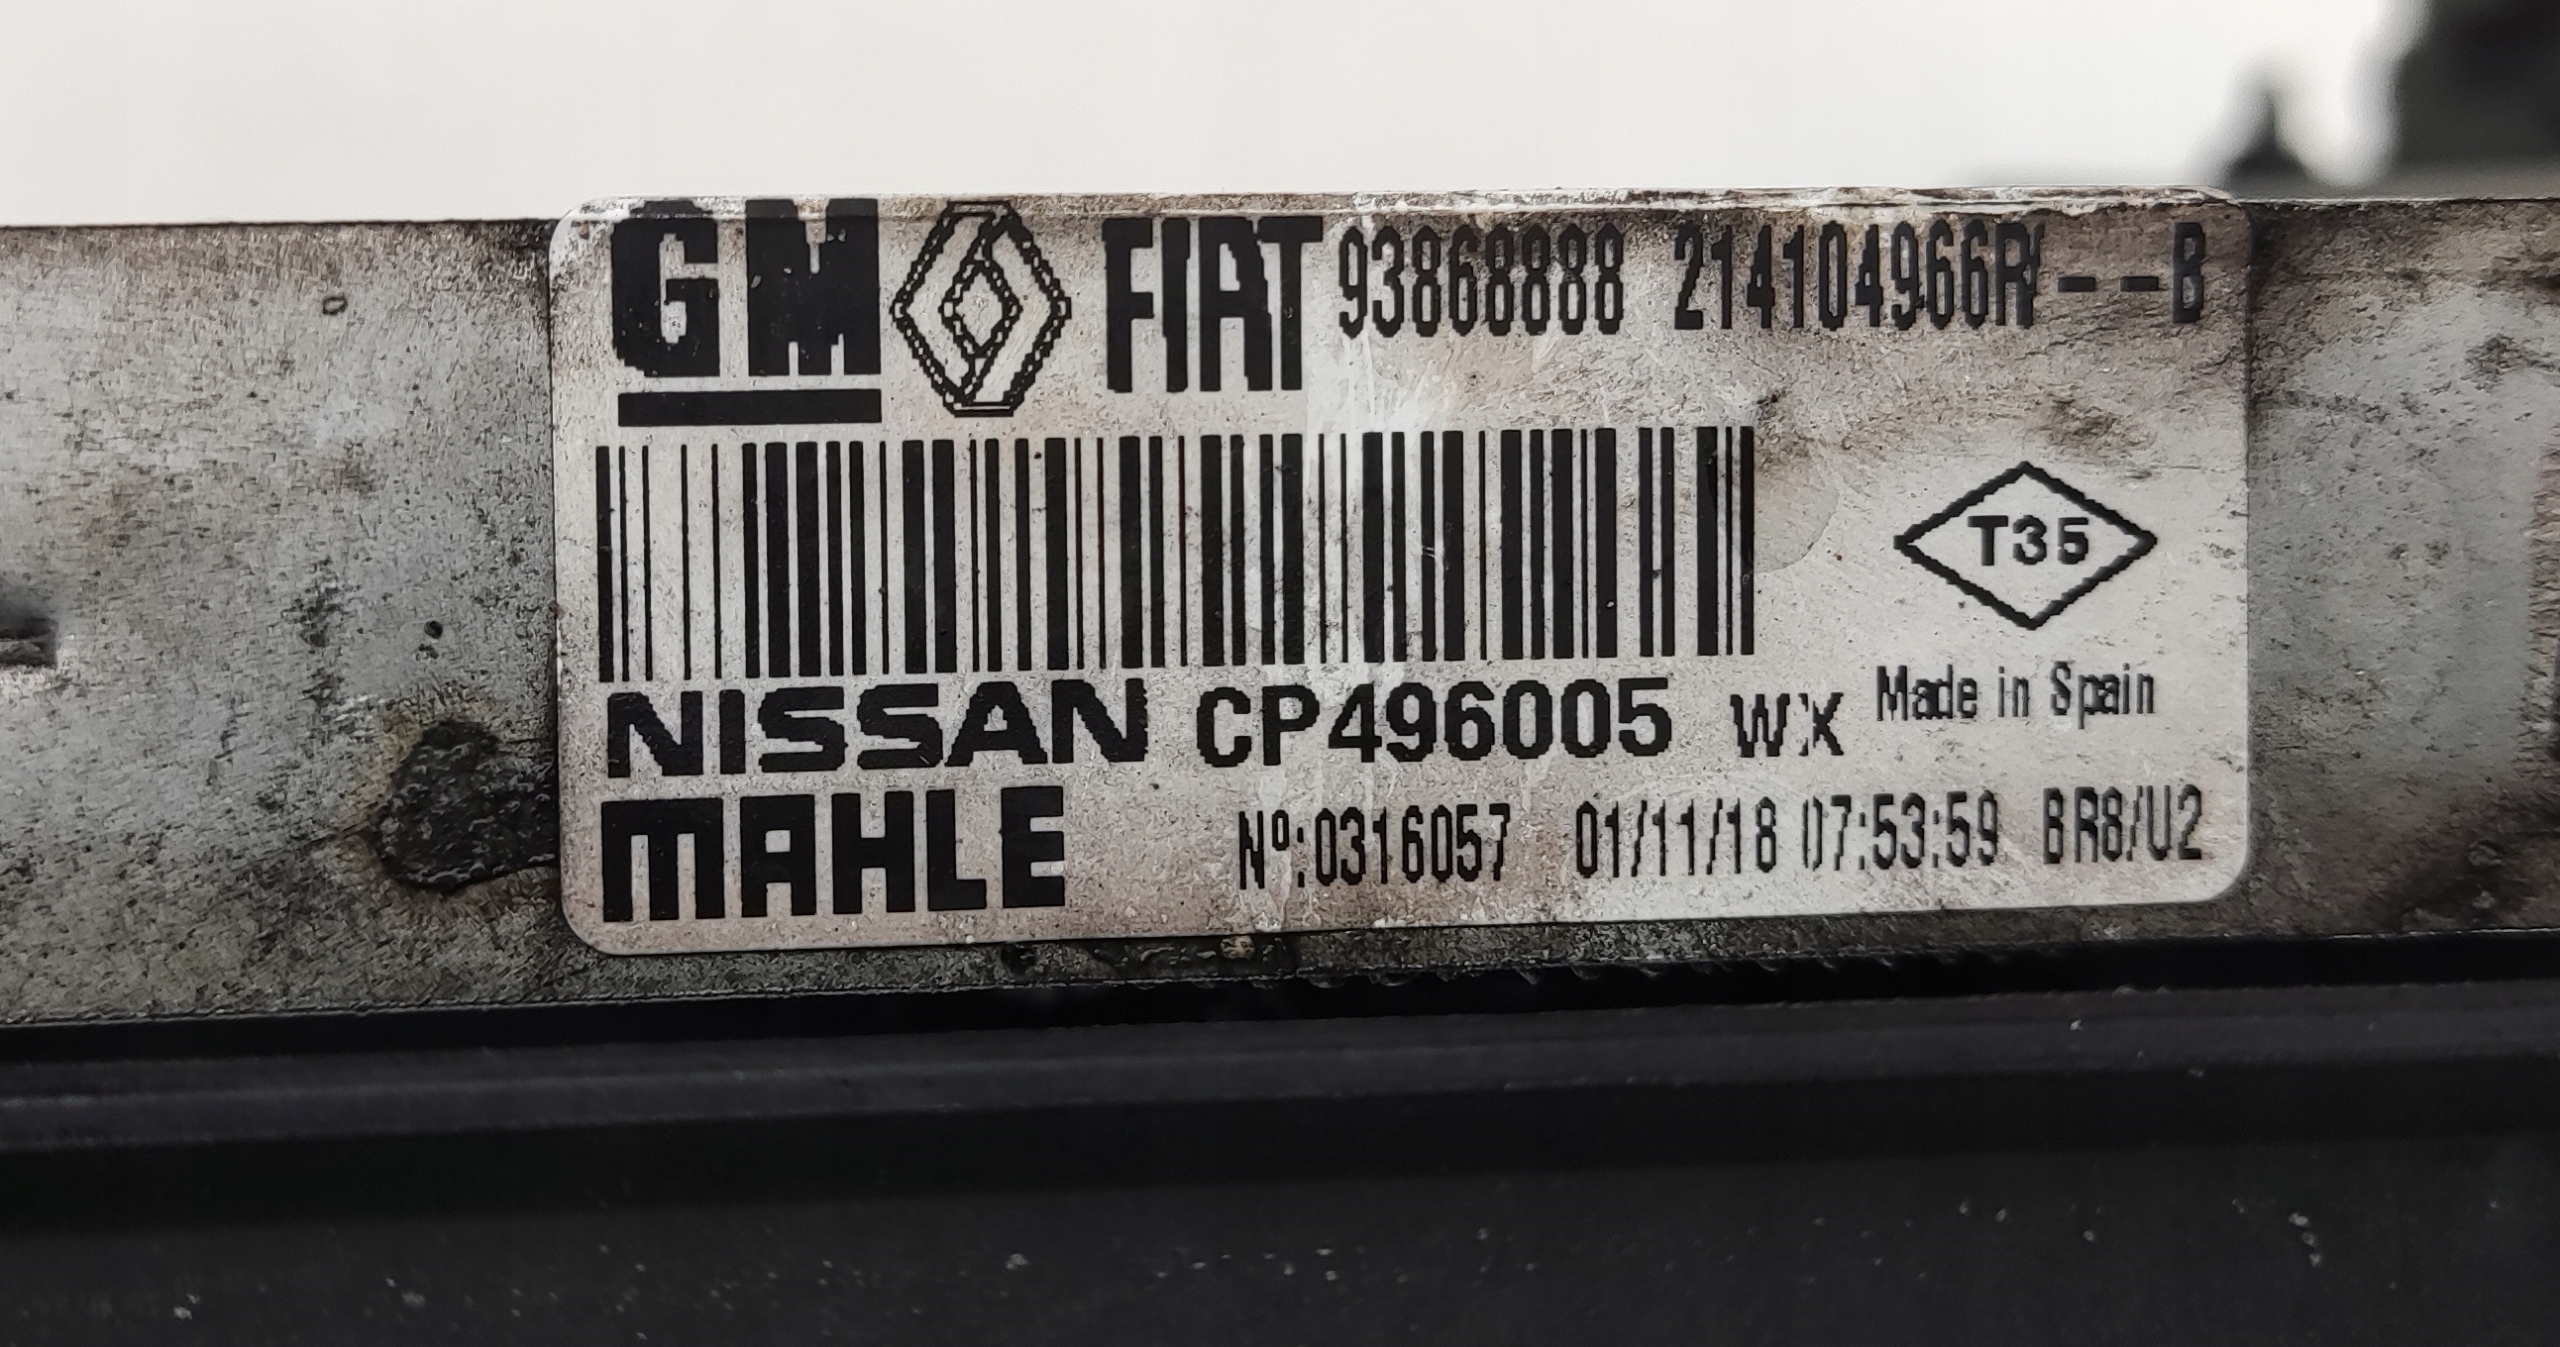 GM FIAT 93868888 214104966R---B
T35
NISSAN CP496005 WX Made in Spain
MAHLE Nº:0316057 01/11/18 07:53:59 BR8/U2